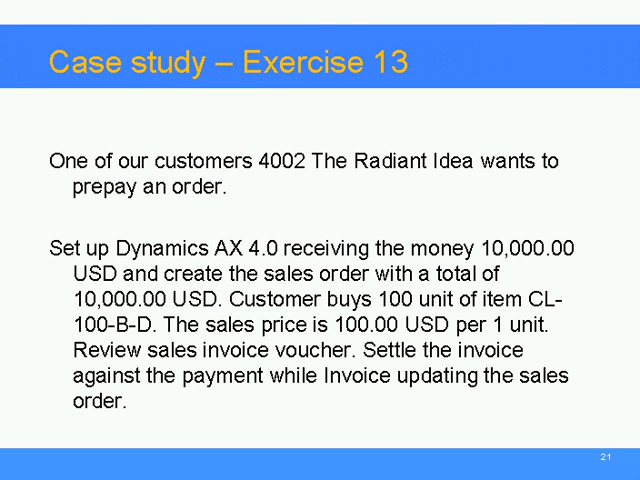 Case study – Exercise 13
One of our customers 4002 The Radiant Idea wants to
prepay an order.
Set up Dynamics AX 4.0 receiving the money 10,000.00
USD and create the sales order with a total of
10,000.00 USD. Customer buys 100 unit of item CL-
100-B-D. The sales price is 100.00 USD per 1 unit.
Review sales invoice voucher. Settle the invoice
against the payment while Invoice updating the sales
order.
21